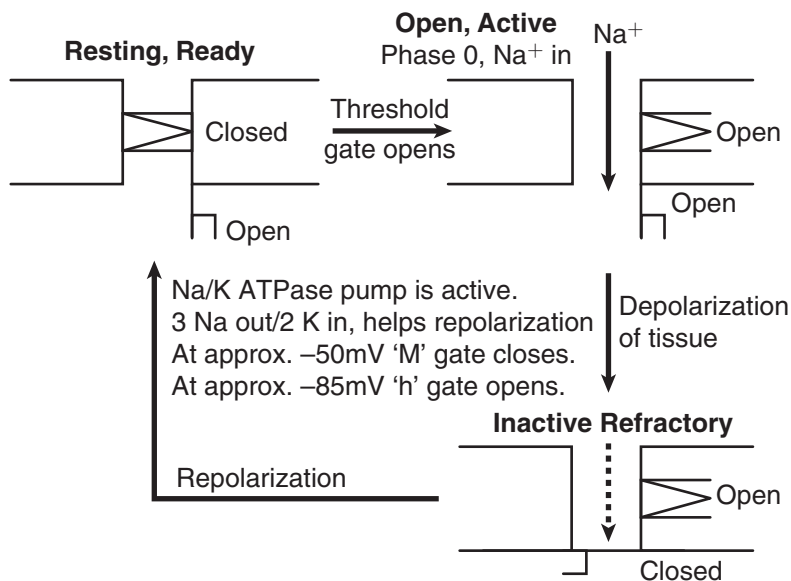 Resting, Ready
Closed
Open
Threshold
gate opens
Open, Active
Phase 0, Na⁺ in
Na⁺
Open
Open
Depolarization
of tissue
Inactive Refractory
Open
Closed
Repolarization
Na/K ATPase pump is active.
3 Na out/2 K in, helps repolarization
At approx. –50mV ‘M’ gate closes.
At approx. –85mV ‘h’ gate opens.